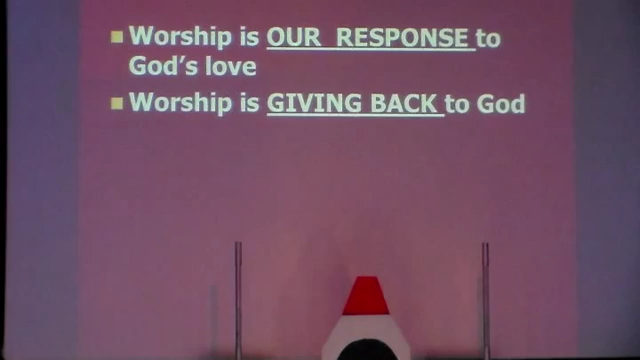 Worship is OUR RESPONSE to
God's love
Worship is GIVING BACK to God